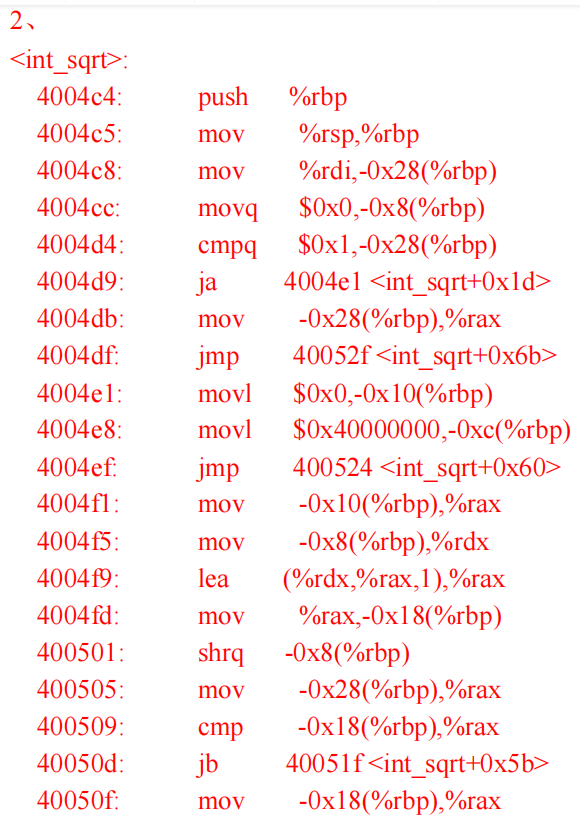 2、
<int_sqrt>:
4004c4: push %rbp
4004c5: mov %rsp,%rbp
4004c8: mov %rdi,-0x28(%rbp)
4004cc: movq $0x0,-0x8(%rbp)
4004d4: cmpq $0x1,-0x28(%rbp)
4004d9: ja 4004e1 <int_sqrt+0x1d>
4004db: mov -0x28(%rbp),%rax
4004df: jmp 40052f <int_sqrt+0x6b>
4004e1: movl $0x0,-0x10(%rbp)
4004e8: movl $0x40000000,-0xc(%rbp)
4004ef: jmp 400524 <int_sqrt+0x60>
4004f1: mov -0x10(%rbp),%rax
4004f5: mov -0x8(%rbp),%rdx
4004f9: lea (%rdx,%rax,1),%rax
4004fd: mov %rax,-0x18(%rbp)
400501: shrq -0x8(%rbp)
400505: mov -0x28(%rbp),%rax
400509: cmp -0x18(%rbp),%rax
40050d: jb 40051f <int_sqrt+0x5b>
40050f: mov -0x18(%rbp),%rax